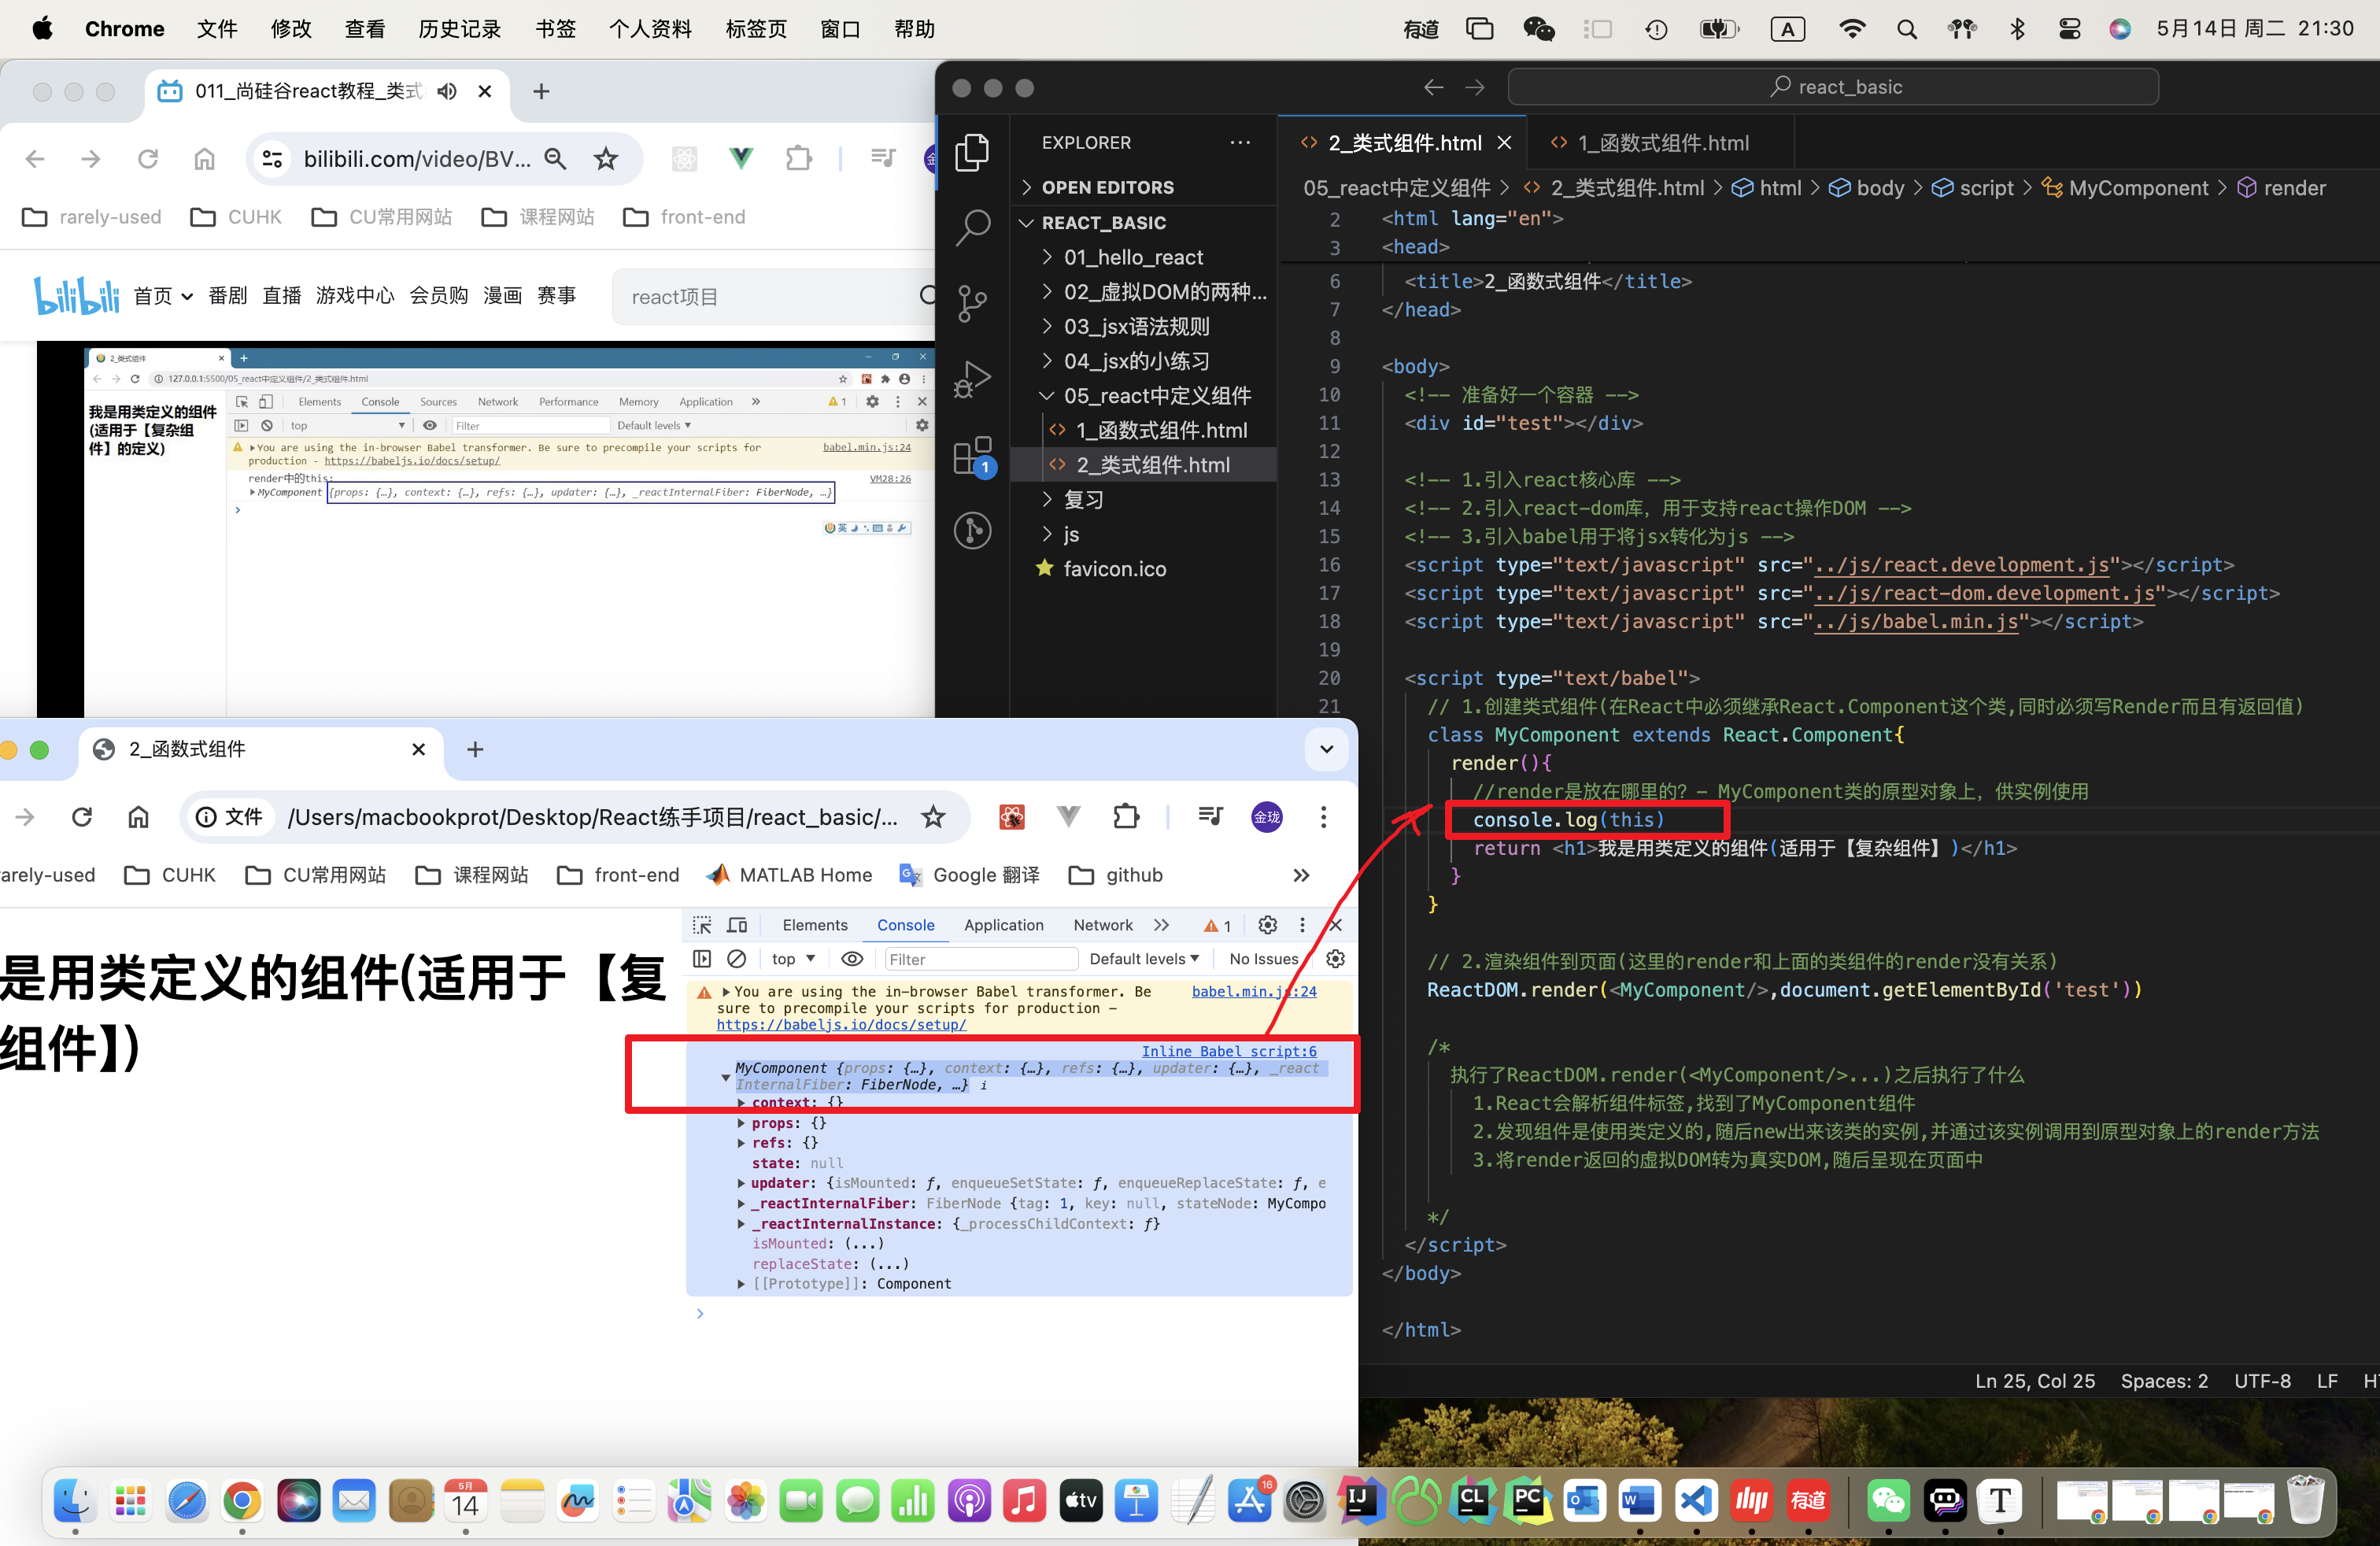 Chrome 文件 修改 查看 历史记录 书签 个人资料 标签页 窗口 帮助
有道 A 5月14日 周二 21:30
011_尚硅谷react教程_类式
bilibili.com/video/BV...
rarely-used CUHK CU常用网站 课程网站 front-end
bilibili 首页 番剧 直播 游戏中心 会员购 漫画 赛事 react项目
2_类式组件
127.0.0.1:5500/05_react中定义组件/2_类式组件.html
我是用类定义的组件
(适用于【复杂组
件】的定义)
Elements Console Sources Network Performance Memory Application » 1
top Filter Default levels ▼
You are using the in-browser Babel transformer. Be sure to precompile your scripts for babel.min.js:24
production - https://babeljs.io/docs/setup/
render中的this: VM28:26
MyComponent {props: {…}, context: {…}, refs: {…}, updater: {…}, _reactInternalFiber: FiberNode, …}
英
react_basic
EXPLORER ···
OPEN EDITORS
REACT_BASIC
01_hello_react
02_虚拟DOM的两种...
03_jsx语法规则
04_jsx的小练习
05_react中定义组件
<> 1_函数式组件.html
<> 2_类式组件.html
复习
js
favicon.ico
1
<> 2_类式组件.html <> 1_函数式组件.html
05_react中定义组件 > <> 2_类式组件.html > html > body > script > MyComponent > render
2 <html lang="en">
3 <head>
6 <title>2_函数式组件</title>
7 </head>
8
9 <body>
10 <!-- 准备好一个容器 -->
11 <div id="test"></div>
12
13 <!-- 1.引入react核心库 -->
14 <!-- 2.引入react-dom库，用于支持react操作DOM -->
15 <!-- 3.引入babel用于将jsx转化为js -->
16 <script type="text/javascript" src="../js/react.development.js"></script>
17 <script type="text/javascript" src="../js/react-dom.development.js"></script>
18 <script type="text/javascript" src="../js/babel.min.js"></script>
19
20 <script type="text/babel">
21 // 1.创建类式组件(在React中必须继承React.Component这个类,同时必须写Render而且有返回值)
class MyComponent extends React.Component{
render(){
//render是放在哪里的？— MyComponent类的原型对象上，供实例使用
console.log(this)
return <h1>我是用类定义的组件(适用于【复杂组件】)</h1>
}
}
// 2.渲染组件到页面(这里的render和上面的类组件的render没有关系)
ReactDOM.render(<MyComponent/>,document.getElementById('test'))
/*
执行了ReactDOM.render(<MyComponent/>...)之后执行了什么
1.React会解析组件标签,找到了MyComponent组件
2.发现组件是使用类定义的,随后new出来该类的实例,并通过该实例调用到原型对象上的render方法
3.将render返回的虚拟DOM转为真实DOM,随后呈现在页面中
*/
</script>
</body>
</html>
Ln 25, Col 25 Spaces: 2 UTF-8 LF
2_函数式组件
文件 /Users/macbookprot/Desktop/React练手项目/react_basic/... 金珑
rarely-used CUHK CU常用网站 课程网站 front-end MATLAB Home Google 翻译 github »
是用类定义的组件(适用于【复
组件】)
Elements Console Application Network » 1
top ▼ Filter Default levels ▼ No Issues
You are using the in-browser Babel transformer. Be babel.min.js:24
sure to precompile your scripts for production -
https://babeljs.io/docs/setup/
Inline Babel script:6
MyComponent {props: {…}, context: {…}, refs: {…}, updater: {…}, _react
InternalFiber: FiberNode, …} i
context: {}
props: {}
refs: {}
state: null
updater: {isMounted: ƒ, enqueueSetState: ƒ, enqueueReplaceState: ƒ, e
_reactInternalFiber: FiberNode {tag: 1, key: null, stateNode: MyCompo
_reactInternalInstance: {_processChildContext: ƒ}
isMounted: (...)
replaceState: (...)
[[Prototype]]: Component
5月 14 tv 16 IJ CL PC 有道 T